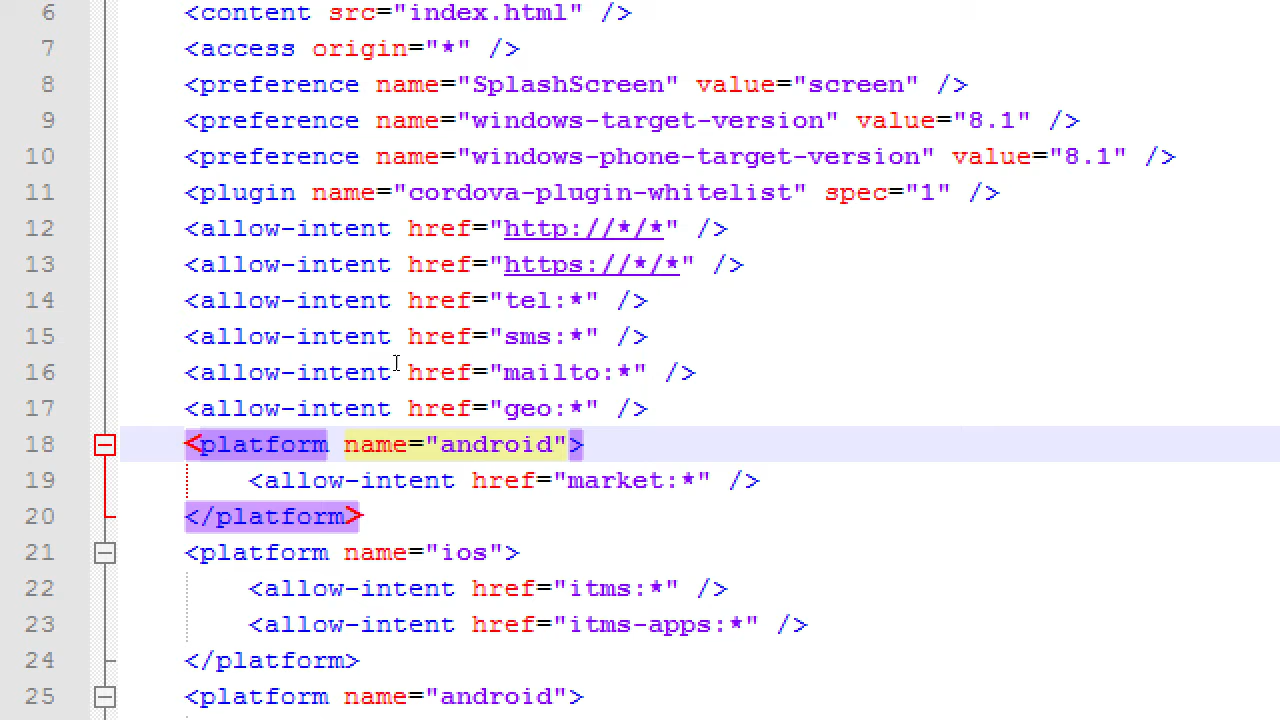 6 <content src="index.html" />
7 <access origin="*" />
8 <preference name="SplashScreen" value="screen" />
9 <preference name="windows-target-version" value="8.1" />
10 <preference name="windows-phone-target-version" value="8.1" />
11 <plugin name="cordova-plugin-whitelist" spec="1" />
12 <allow-intent href="http://*/*" />
13 <allow-intent href="https://*/*" />
14 <allow-intent href="tel:*" />
15 <allow-intent href="sms:*" />
16 <allow-intent href="mailto:*" />
17 <allow-intent href="geo:*" />
18 <platform name="android">
19 <allow-intent href="market:*" />
20 </platform>
21 <platform name="ios">
22 <allow-intent href="itms:*" />
23 <allow-intent href="itms-apps:*" />
24 </platform>
25 <platform name="android">